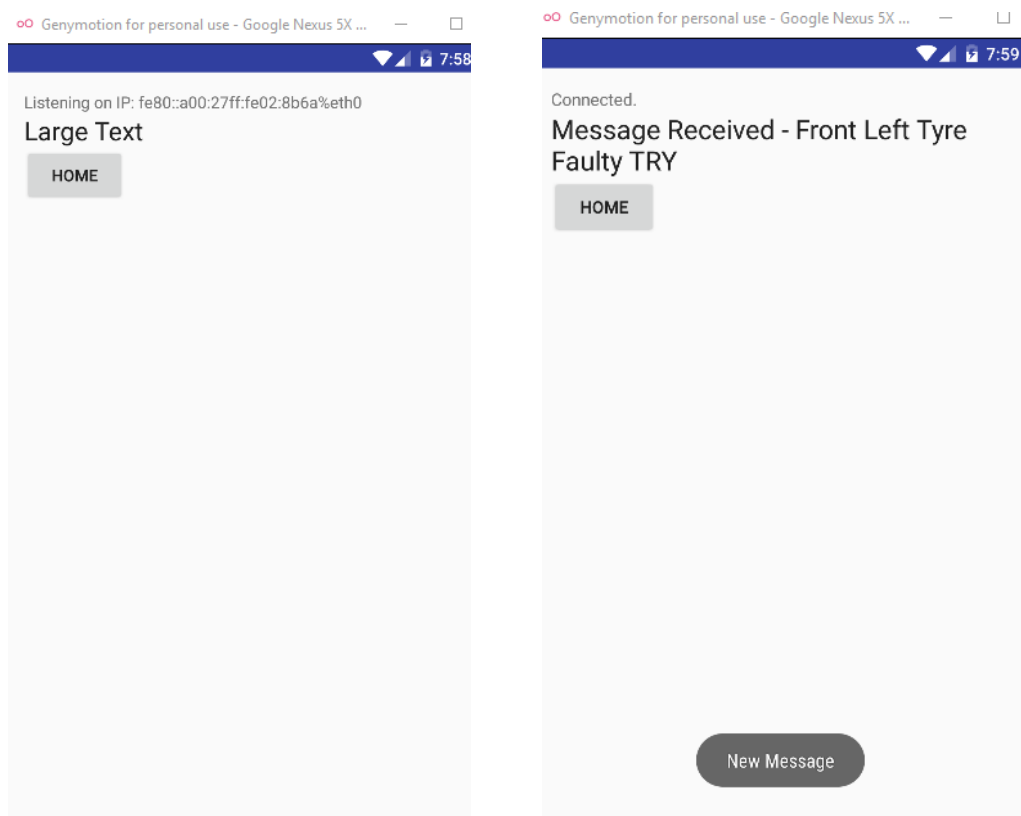 Genymotion for personal use - Google Nexus 5X ...
7:58
Listening on IP: fe80::a00:27ff:fe02:8b6a%eth0
Large Text
HOME
Genymotion for personal use - Google Nexus 5X ...
7:59
Connected.
Message Received - Front Left Tyre
Faulty TRY
HOME
New Message